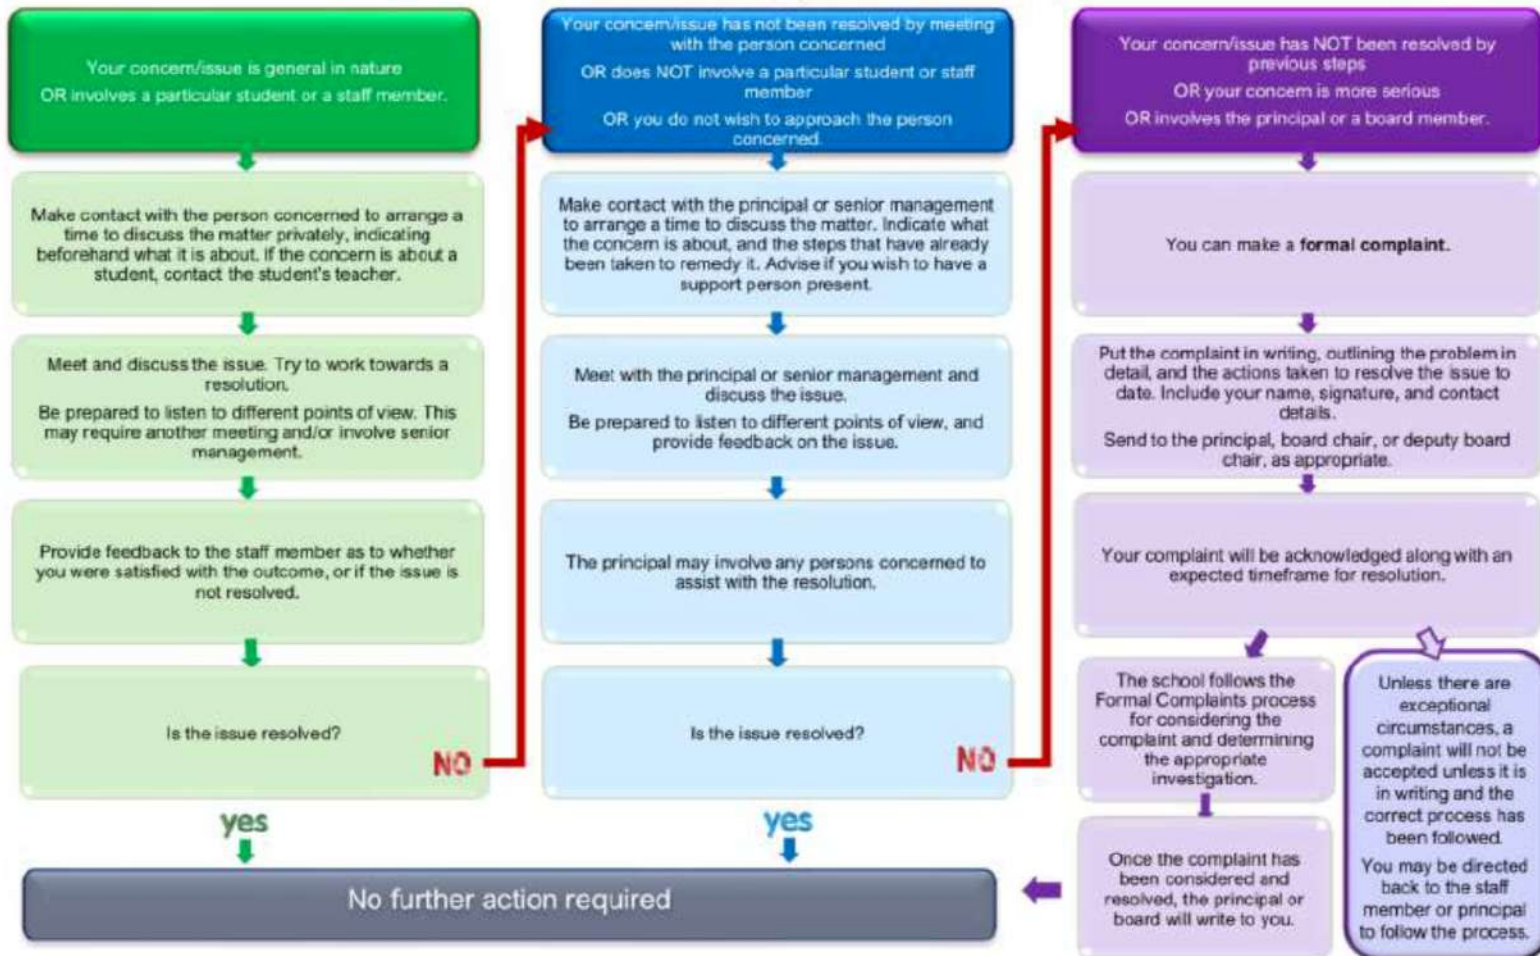 Your concern/issue is general in nature
OR involves a particular student or a staff member.
Make contact with the person concerned to arrange a
time to discuss the matter privately, indicating
beforehand what it is about. If the concern is about a
student, contact the student's teacher.
Meet and discuss the issue. Try to work towards a
resolution.
Be prepared to listen to different points of view. This
may require another meeting and/or involve senior
management.
Provide feedback to the staff member as to whether
you were satisfied with the outcome, or if the issue is
not resolved.
Is the issue resolved?
NO
yes
Your concern/issue has not been resolved by meeting
with the person concerned
OR does NOT involve a particular student or staff
member
OR you do not wish to approach the person
concerned.
Make contact with the principal or senior management
to arrange a time to discuss the matter. Indicate what
the concern is about, and the steps that have already
been taken to remedy it. Advise if you wish to have a
support person present.
Meet with the principal or senior management and
discuss the issue.
Be prepared to listen to different points of view, and
provide feedback on the issue.
The principal may involve any persons concerned to
assist with the resolution.
Is the issue resolved?
NO
yes
Your concern/issue has NOT been resolved by
previous steps
OR your concern is more serious
OR involves the principal or a board member.
You can make a formal complaint.
Put the complaint in writing, outlining the problem in
detail, and the actions taken to resolve the issue to
date. Include your name, signature, and contact
details.
Send to the principal, board chair, or deputy board
chair, as appropriate.
Your complaint will be acknowledged along with an
expected timeframe for resolution.
The school follows the
Formal Complaints process
for considering the
complaint and determining
the appropriate
investigation.
Once the complaint has
been considered and
resolved, the principal or
board will write to you.
Unless there are
exceptional
circumstances, a
complaint will not be
accepted unless it is
in writing and the
correct process has
been followed.
You may be directed
back to the staff
member or principal
to follow the process.
No further action required